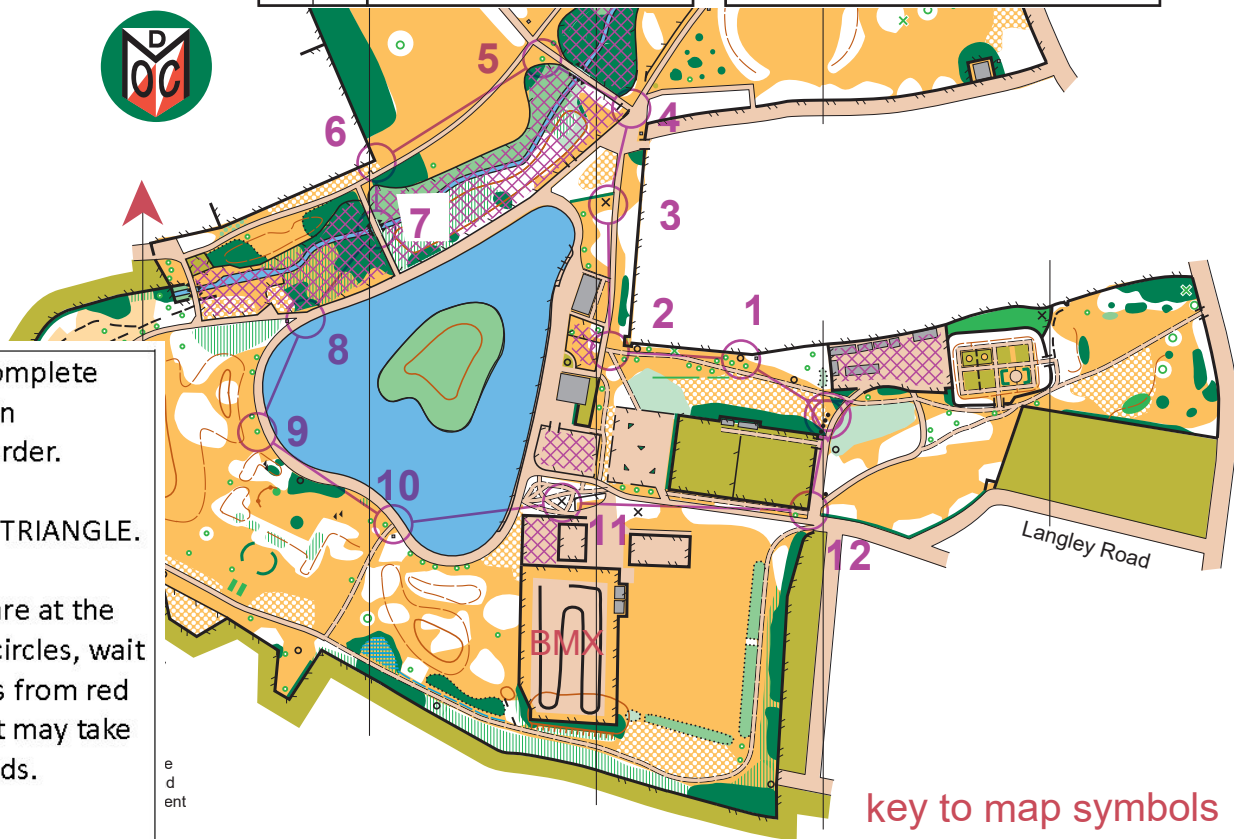 D
M
OC
5
4
6
3
7
2
1
8
9
10
11
12
BMX
Langley Road
omplete
n
rder.
TRIANGLE.
are at the
circles, wait
s from red
t may take
ds.
e
d
ent
key to map symbols